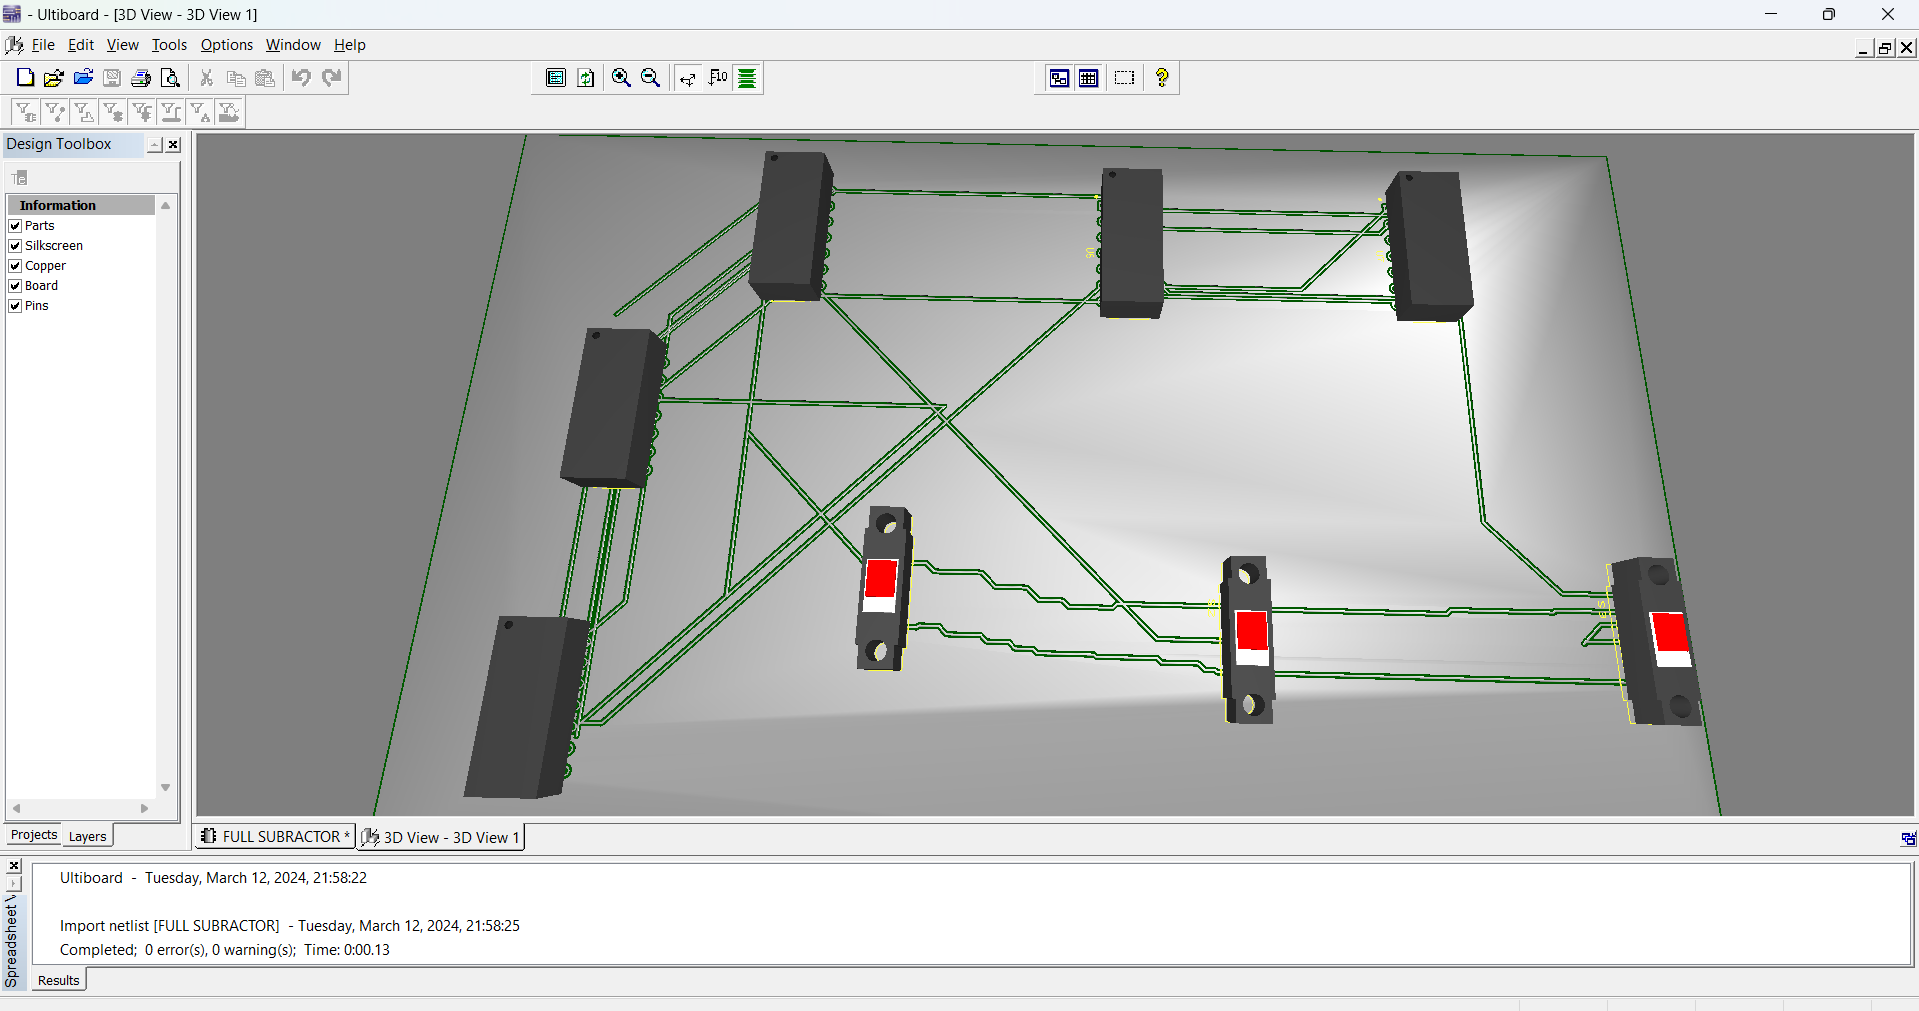 - Ultiboard - [3D View - 3D View 1]
File Edit View Tools Options Window Help
Design Toolbox
Information
Parts
Silkscreen
Copper
Board
Pins
Projects Layers
FULL SUBRACTOR * 3D View - 3D View 1
Ultiboard - Tuesday, March 12, 2024, 21:58:22
Import netlist [FULL SUBRACTOR] - Tuesday, March 12, 2024, 21:58:25
Completed; 0 error(s), 0 warning(s); Time: 0:00.13
Spreadsheet
Results